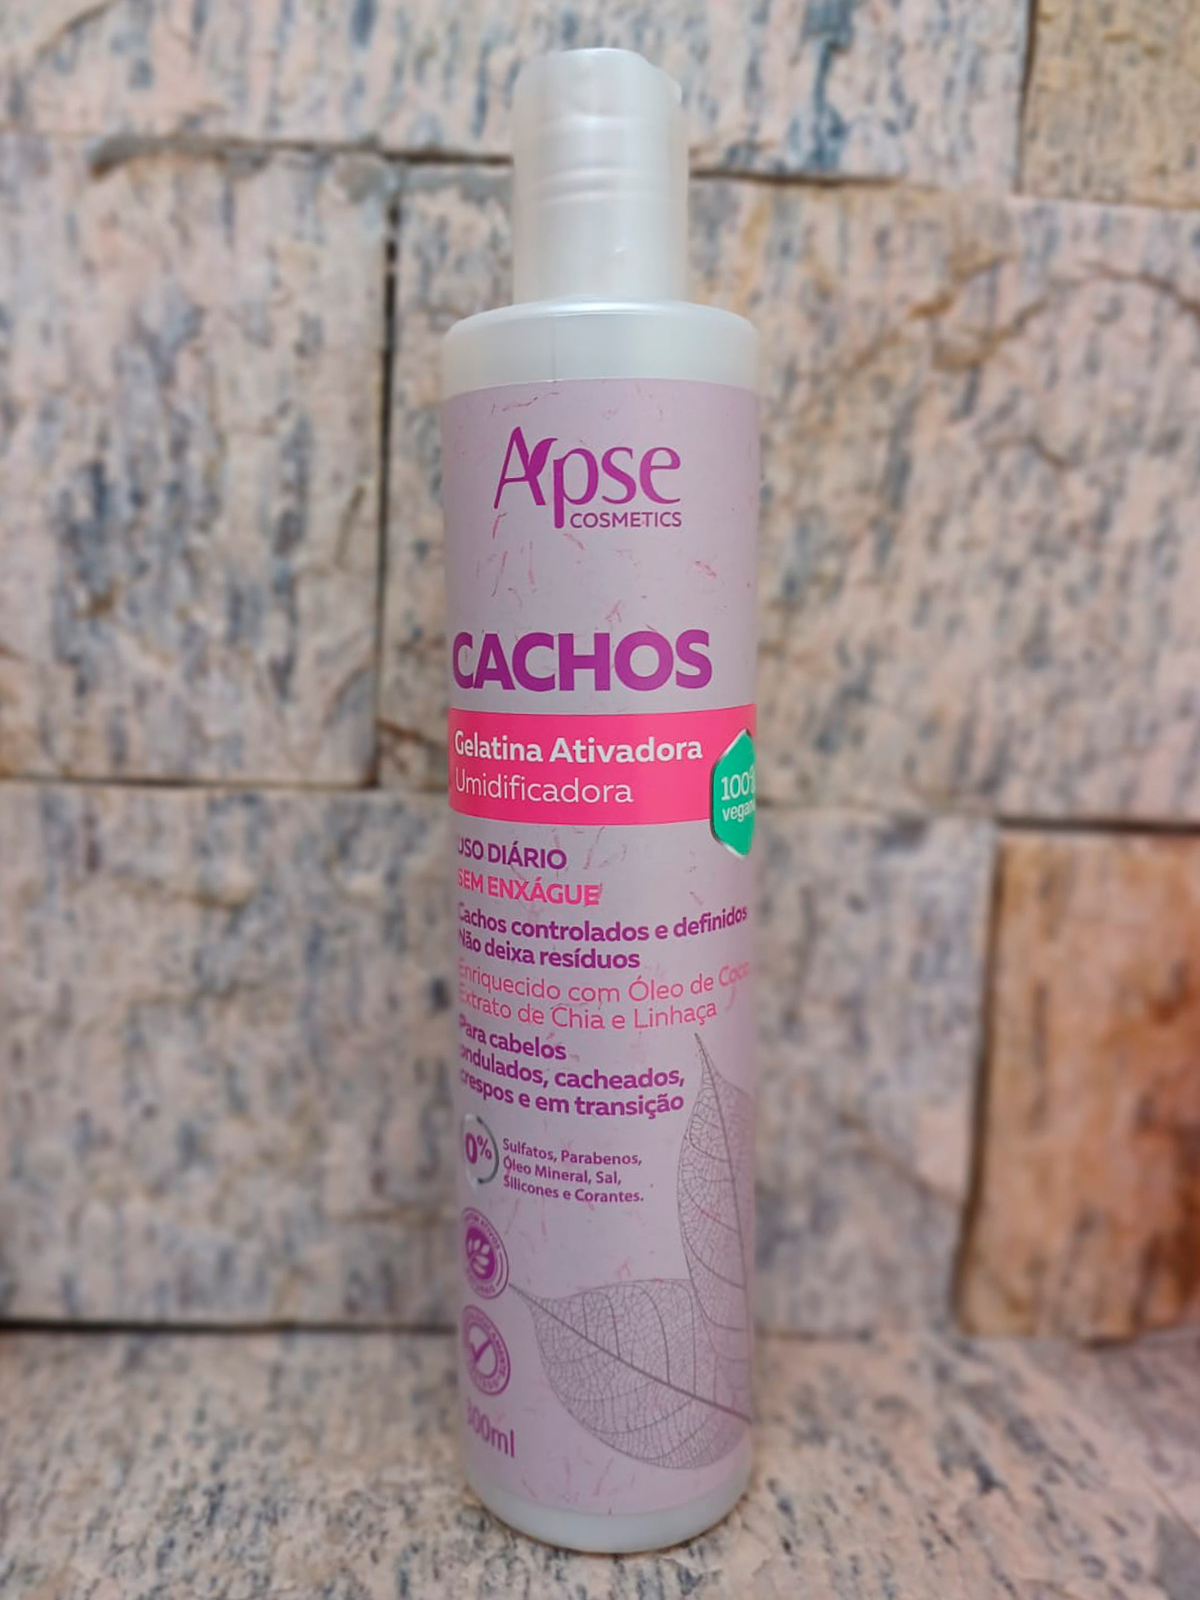 Apse
COSMETICS
CACHOS
Gelatina Ativadora
Umidificadora
100%
vegano
USO DIÁRIO
SEM ENXÁGUE
Cachos controlados e definidos
Não deixa resíduos
Enriquecido com Óleo de Coco
Extrato de Chia e Linhaça
Para cabelos
ondulados, cacheados,
crespos e em transição
0%
Sulfatos, Parabenos,
Óleo Mineral, Sal,
Silicones e Corantes.
300ml